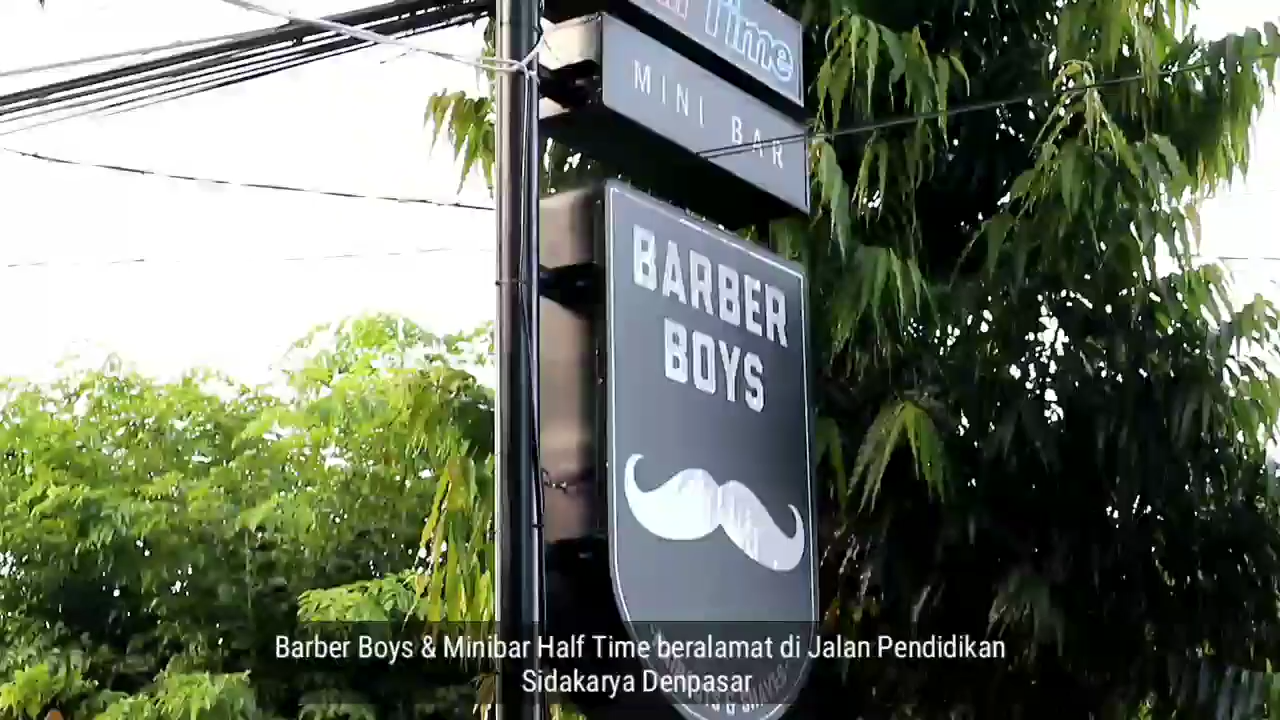 Time
MINI BAR
BARBER
BOYS
Barber Boys & Minibar Half Time beralamat di Jalan Pendidikan
Sidakarya Denpasar